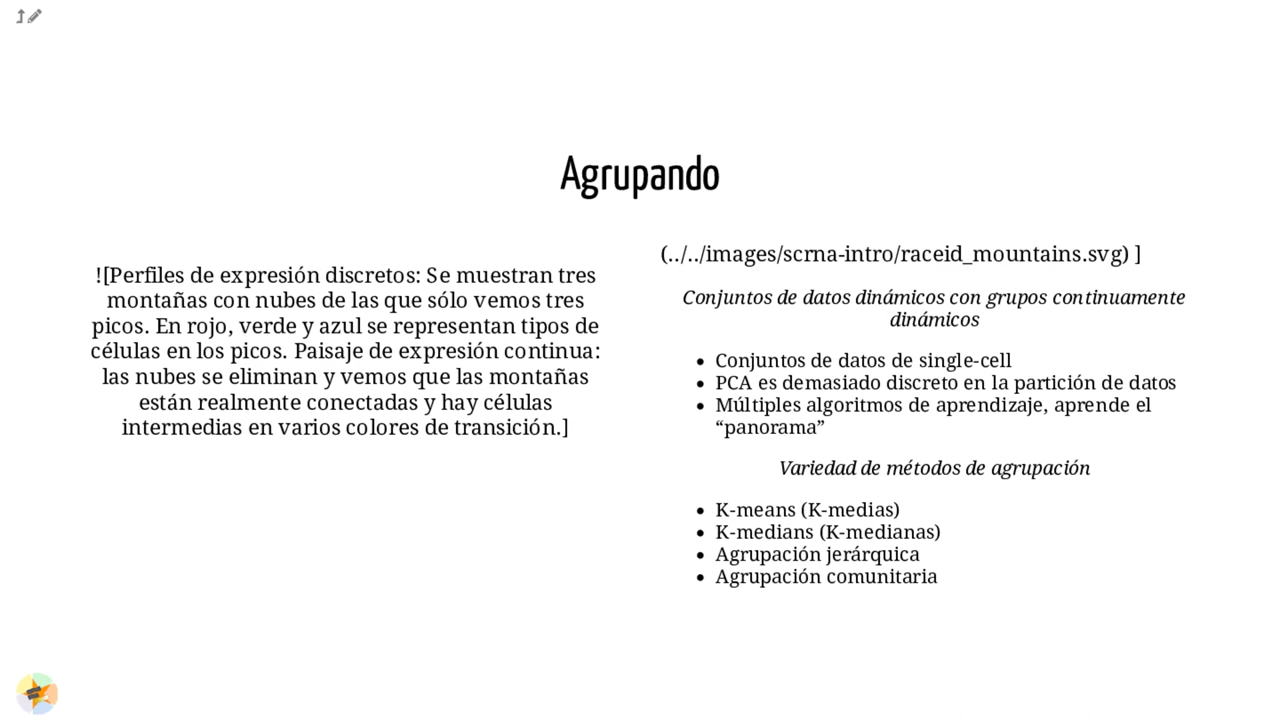 Agrupando
![Perfiles de expresión discretos: Se muestran tres
montañas con nubes de las que sólo vemos tres
picos. En rojo, verde y azul se representan tipos de
células en los picos. Paisaje de expresión continua:
las nubes se eliminan y vemos que las montañas
están realmente conectadas y hay células
intermedias en varios colores de transición.]
(../../images/scrna-intro/raceid_mountains.svg) ]
Conjuntos de datos dinámicos con grupos continuamente
dinámicos
• Conjuntos de datos de single-cell
• PCA es demasiado discreto en la partición de datos
• Múltiples algoritmos de aprendizaje, aprende el
“panorama”
Variedad de métodos de agrupación
• K-means (K-medias)
• K-medians (K-medianas)
• Agrupación jerárquica
• Agrupación comunitaria